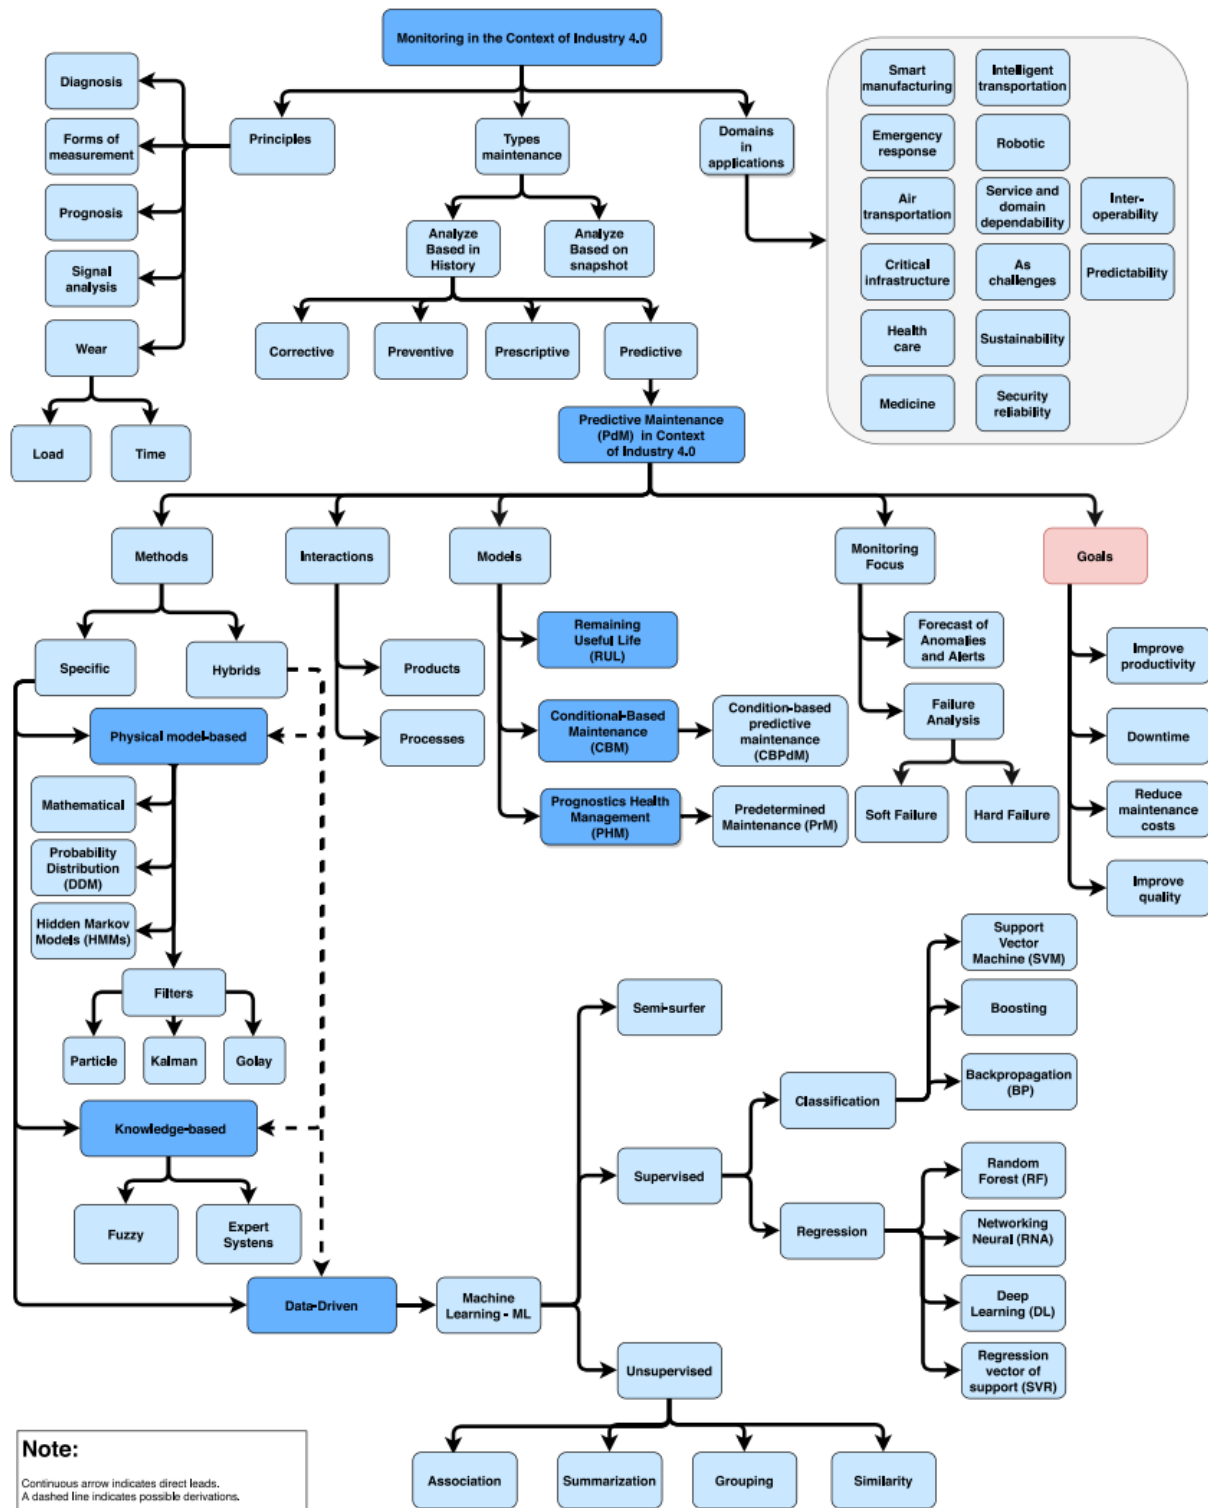 Monitoring in the Context of Industry 4.0
Diagnosis
Forms of
measurement
Prognosis
Signal
analysis
Wear
Load
Time
Principles
Types
maintenance
Domains
in
applications
Analyze
Based in
History
Analyze
Based on
snapshot
Corrective
Preventive
Prescriptive
Predictive
Smart
manufacturing
Intelligent
transportation
Emergency
response
Robotic
Air
transportation
Service and
domain
dependability
Inter-
operability
Critical
infrastructure
As
challenges
Predictability
Health
care
Sustainability
Medicine
Security
reliability
Predictive Maintenance
(PdM) in Context
of Industry 4.0
Methods
Interactions
Models
Monitoring
Focus
Goals
Specific
Hybrids
Products
Processes
Remaining
Useful Life
(RUL)
Conditional-Based
Maintenance
(CBM)
Condition-based
predictive
maintenance
(CBPdM)
Prognostics Health
Management
(PHM)
Predetermined
Maintenance (PrM)
Forecast of
Anomalies
and Alerts
Failure
Analysis
Soft Failure
Hard Failure
Improve
productivity
Downtime
Reduce
maintenance
costs
Improve
quality
Physical model-based
Mathematical
Probability
Distribution
(DDM)
Hidden Markov
Models (HMMs)
Filters
Particle
Kalman
Golay
Knowledge-based
Fuzzy
Expert
Systens
Data-Driven
Machine
Learning - ML
Semi-surfer
Supervised
Unsupervised
Classification
Regression
Support
Vector
Machine (SVM)
Boosting
Backpropagation
(BP)
Random
Forest (RF)
Networking
Neural (RNA)
Deep
Learning (DL)
Regression
vector of
support (SVR)
Association
Summarization
Grouping
Similarity
Note:
Continuous arrow indicates direct leads.
A dashed line indicates possible derivations.